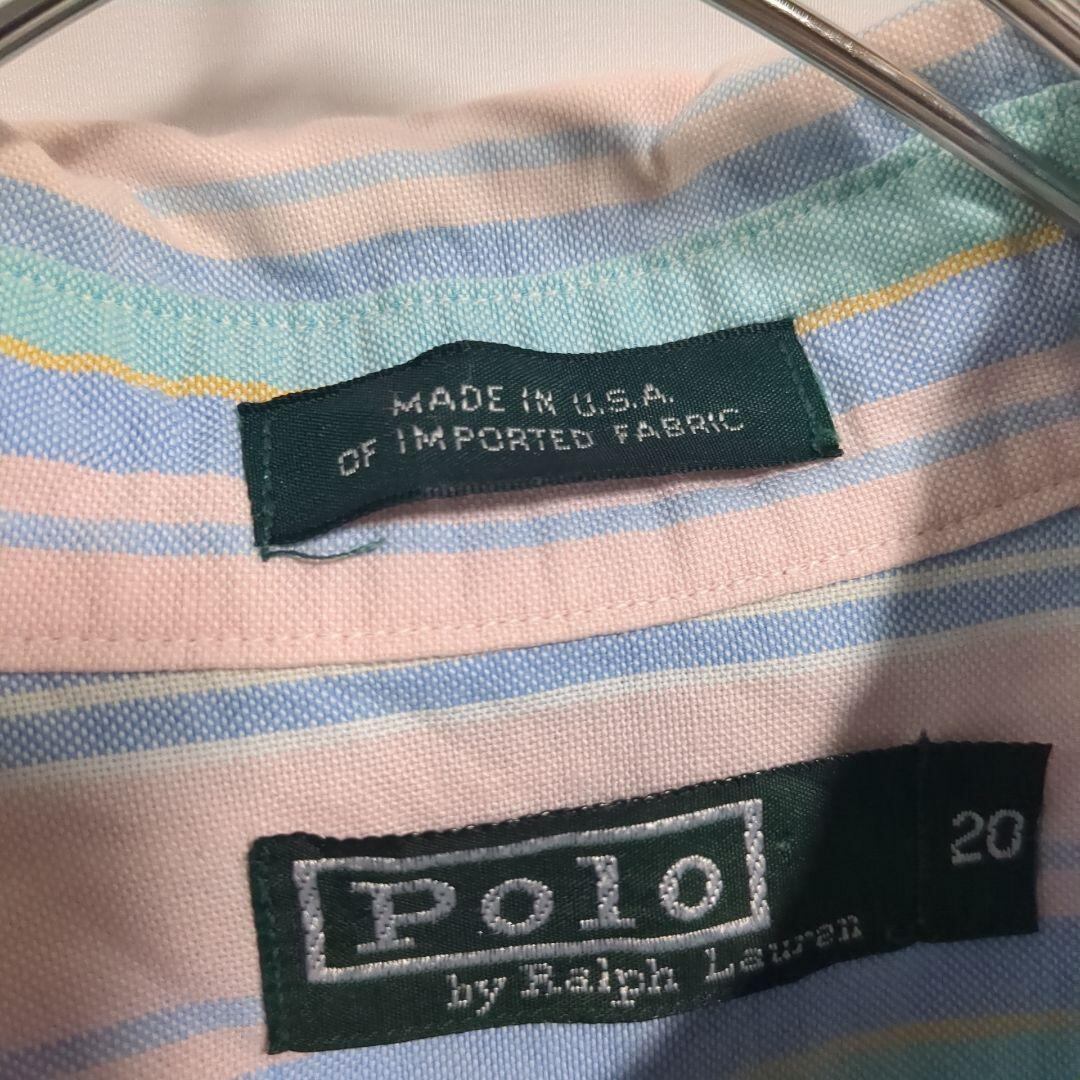 MADE IN U.S.A.
OF IMPORTED FABRIC
Polo
by Ralph Lauren
20